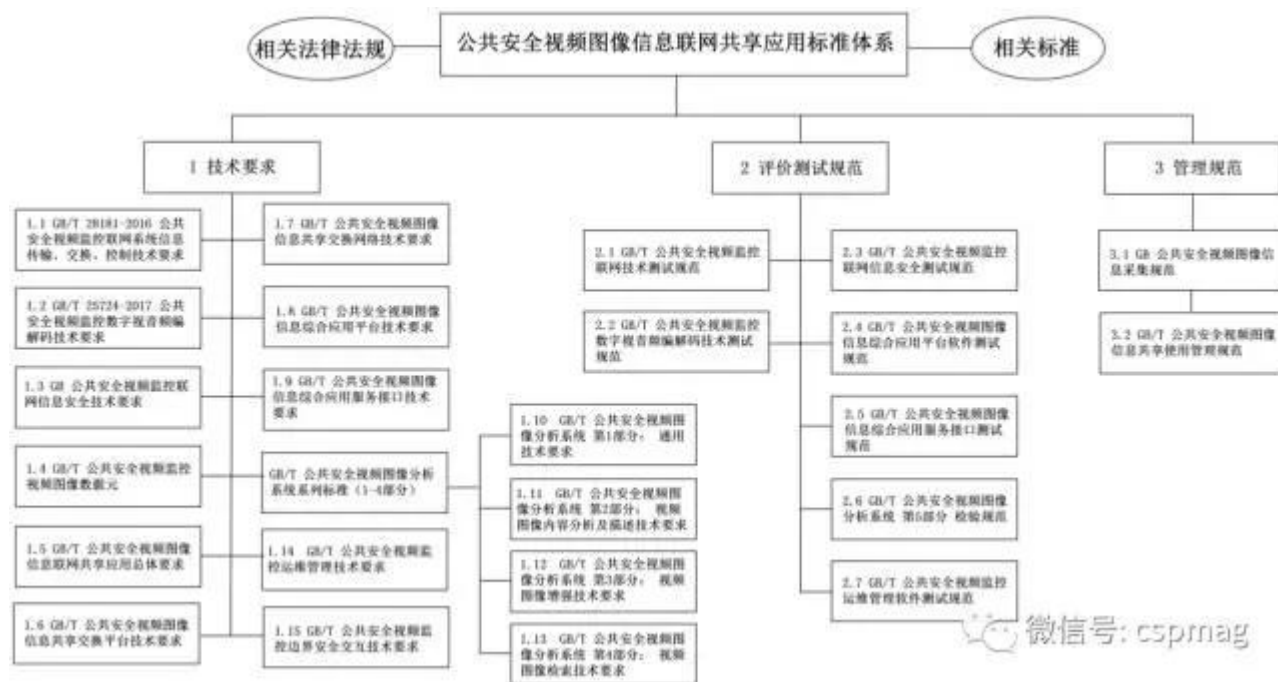 相关法律法规
公共安全视频图像信息联网共享应用标准体系
相关标准
1 技术要求
2 评价测试规范
3 管理规范
1.1 GB/T 28181-2016 公共
安全视频监控联网系统信息
传输、交换、控制技术要求
1.2 GB/T 25724-2017 公共
安全视频监控数字视音频编
解码技术要求
1.3 GB 公共安全视频监控联
网信息安全技术要求
1.4 GB/T 公共安全视频监控
视频图像数据元
1.5 GB/T 公共安全视频图像
信息联网共享应用总体要求
1.6 GB/T 公共安全视频图像
信息共享交换平台技术要求
1.7 GB/T 公共安全视频图像
信息共享交换网络技术要求
1.8 GB/T 公共安全视频图像
信息综合应用平台技术要求
1.9 GB/T 公共安全视频图像
信息综合应用服务接口技术
要求
GB/T 公共安全视频图像分析
系统系列标准（1-4部分）
1.14 GB/T 公共安全视频监
控运维管理技术要求
1.15 GB/T 公共安全视频监
控边界安全交互技术要求
1.10 GB/T 公共安全视频图
像分析系统 第1部分： 通用
技术要求
1.11 GB/T 公共安全视频图
像分析系统 第2部分： 视频
图像内容分析及描述技术要求
1.12 GB/T 公共安全视频图
像分析系统 第3部分： 视频
图像增强技术要求
1.13 GB/T 公共安全视频图
像分析系统 第4部分： 视频
图像检索技术要求
2.1 GB/T 公共安全视频监控
联网技术测试规范
2.2 GB/T 公共安全视频监控
数字视音频编解码技术测试
规范
2.3 GB/T 公共安全视频监控
联网信息安全测试规范
2.4 GB/T 公共安全视频图像
信息综合应用平台软件测试
规范
2.5 GB/T 公共安全视频图像
信息综合应用服务接口测试
规范
2.6 GB/T 公共安全视频图像
分析系统 第5部分 检验规范
2.7 GB/T 公共安全视频监控
运维管理软件测试规范
3.1 GB 公共安全视频图像信
息采集规范
3.2 GB/T 公共安全视频图像
信息共享使用管理规范
微信号: cspmag